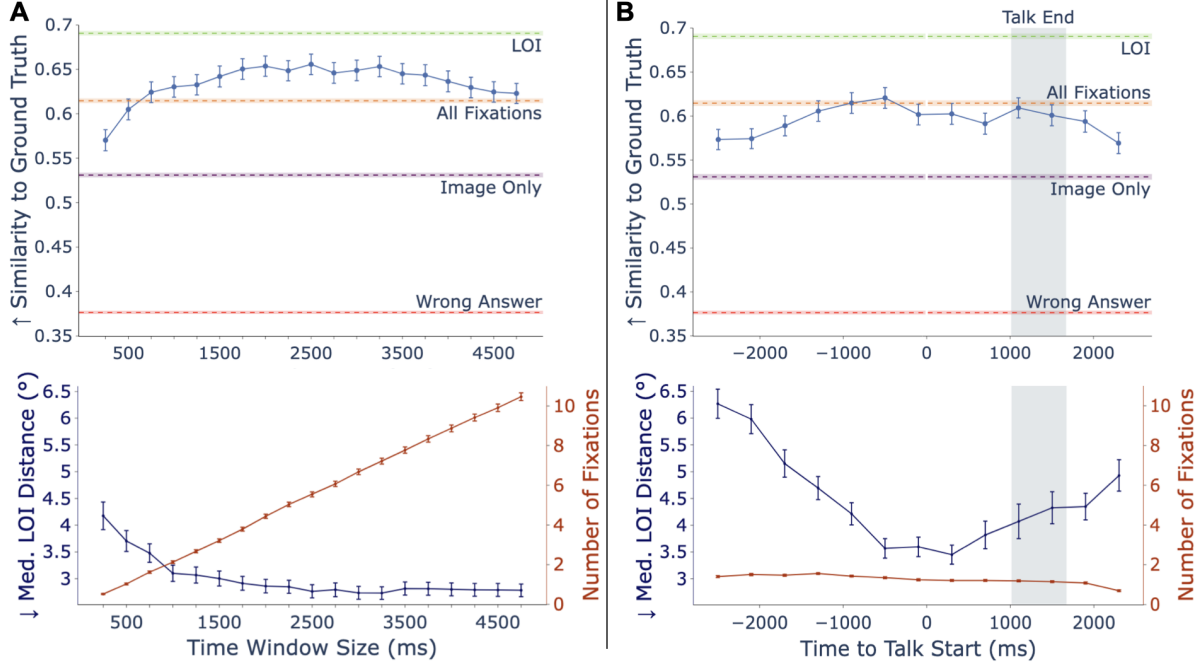 A
↑ Similarity to Ground Truth
0.7
0.65
0.6
0.55
0.5
0.45
0.4
0.35
LOI
All Fixations
Image Only
Wrong Answer
500 1500 2500 3500 4500
↓ Med. LOI Distance (°)
6.5
6
5.5
5
4.5
4
3.5
3
10
8
6
4
2
0
Number of Fixations
500 1500 2500 3500 4500
Time Window Size (ms)
B
Talk End
↑ Similarity to Ground Truth
0.7
0.65
0.6
0.55
0.5
0.45
0.4
0.35
LOI
All Fixations
Image Only
Wrong Answer
−2000 −1000 0 1000 2000
↓ Med. LOI Distance (°)
6.5
6
5.5
5
4.5
4
3.5
3
10
8
6
4
2
0
Number of Fixations
−2000 −1000 0 1000 2000
Time to Talk Start (ms)